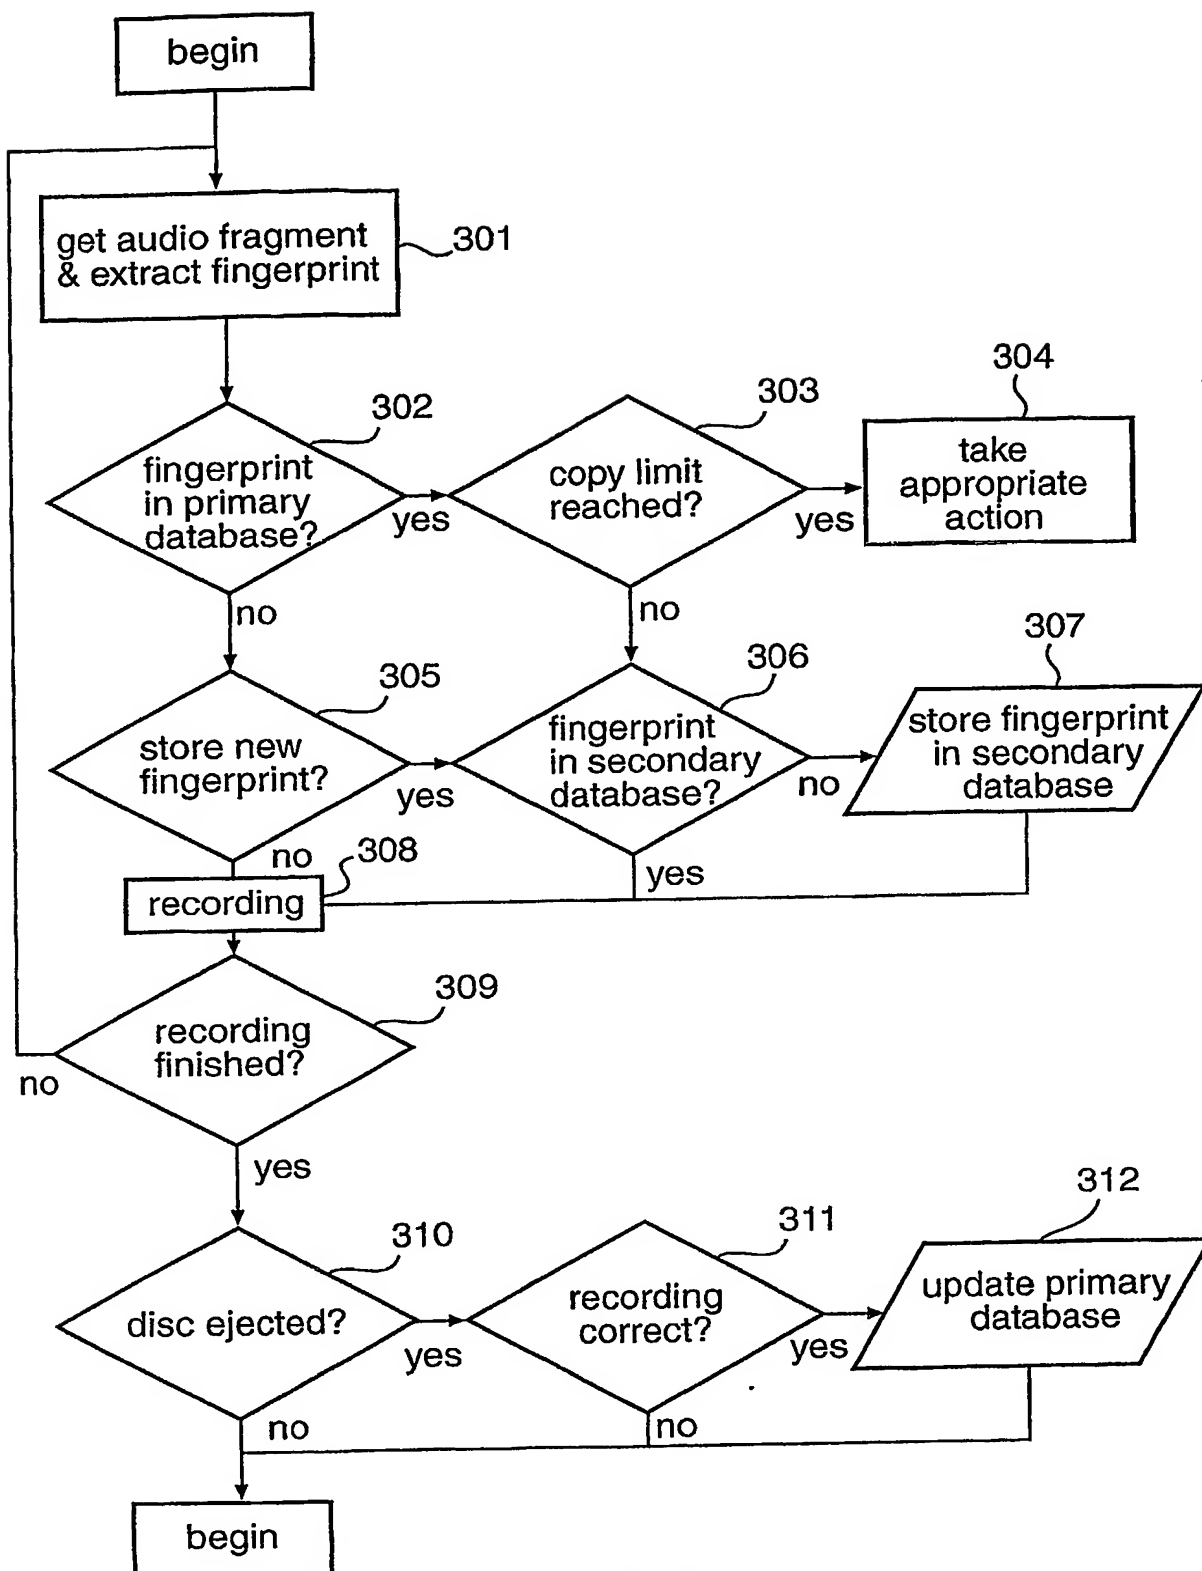 begin
get audio fragment
& extract fingerprint
301
302
fingerprint
in primary
database?
yes
303
copy limit
reached?
yes
304
take
appropriate
action
no
no
305
store new
fingerprint?
yes
306
fingerprint
in secondary
database?
no
307
store fingerprint
in secondary
database
no
308
yes
recording
309
recording
finished?
no
yes
310
disc ejected?
yes
311
recording
correct?
yes
312
update primary
database
no
no
begin